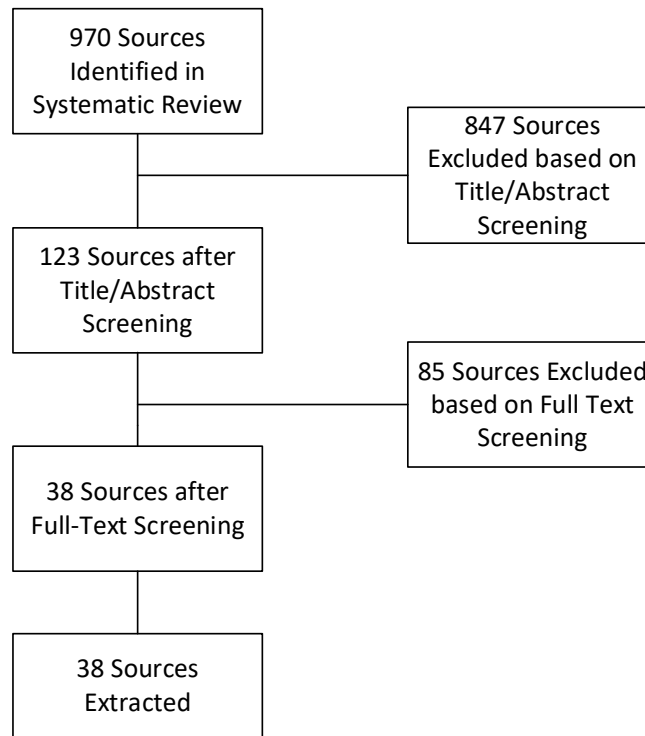 970 Sources
Identified in
Systematic Review
847 Sources
Excluded based on
Title/Abstract
Screening
123 Sources after
Title/Abstract
Screening
85 Sources Excluded
based on Full Text
Screening
38 Sources after
Full-Text Screening
38 Sources
Extracted